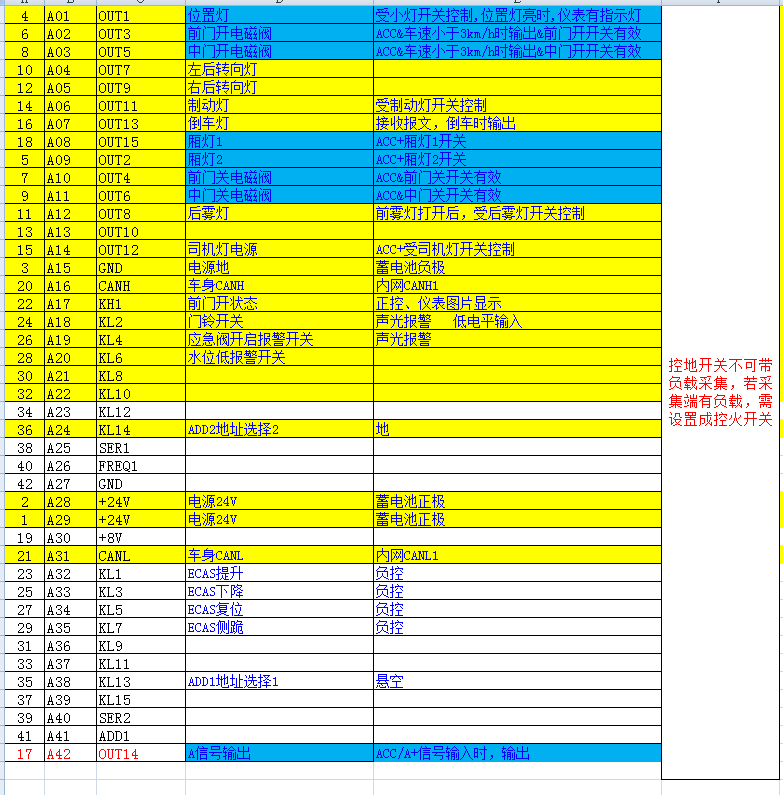 4 A01 OUT1 位置灯 受小灯开关控制,位置灯亮时,仪表有指示灯
6 A02 OUT3 前门开电磁阀 ACC&车速小于3km/h时输出&前门开开关有效
8 A03 OUT5 中门开电磁阀 ACC&车速小于3km/h时输出&中门开开关有效
10 A04 OUT7 左后转向灯
12 A05 OUT9 右后转向灯
14 A06 OUT11 制动灯 受制动灯开关控制
16 A07 OUT13 倒车灯 接收报文，倒车时输出
18 A08 OUT15 厢灯1 ACC+厢灯1开关
5 A09 OUT2 厢灯2 ACC+厢灯2开关
7 A10 OUT4 前门关电磁阀 ACC&前门关开关有效
9 A11 OUT6 中门关电磁阀 ACC&中门关开关有效
11 A12 OUT8 后雾灯 前雾灯打开后，受后雾灯开关控制
13 A13 OUT10
15 A14 OUT12 司机灯电源 ACC+受司机灯开关控制
3 A15 GND 电源地 蓄电池负极
20 A16 CANH 车身CANH 内网CANH1
22 A17 KH1 前门开状态 正控、仪表图片显示
24 A18 KL2 门铃开关 声光报警 低电平输入
26 A19 KL4 应急阀开启报警开关 声光报警
28 A20 KL6 水位低报警开关
30 A21 KL8
32 A22 KL10
34 A23 KL12
36 A24 KL14 ADD2地址选择2 地
38 A25 SER1
40 A26 FREQ1
42 A27 GND
2 A28 +24V 电源24V 蓄电池正极
1 A29 +24V 电源24V 蓄电池正极
19 A30 +8V
21 A31 CANL 车身CANL 内网CANL1
23 A32 KL1 ECAS提升 负控
25 A33 KL3 ECAS下降 负控
27 A34 KL5 ECAS复位 负控
29 A35 KL7 ECAS侧跪 负控
31 A36 KL9
33 A37 KL11
35 A38 KL13 ADD1地址选择1 悬空
37 A39 KL15
39 A40 SER2
41 A41 ADD1
17 A42 OUT14 A信号输出 ACC/A+信号输入时，输出
控地开关不可带
负载采集，若采
集端有负载，需
设置成控火开关